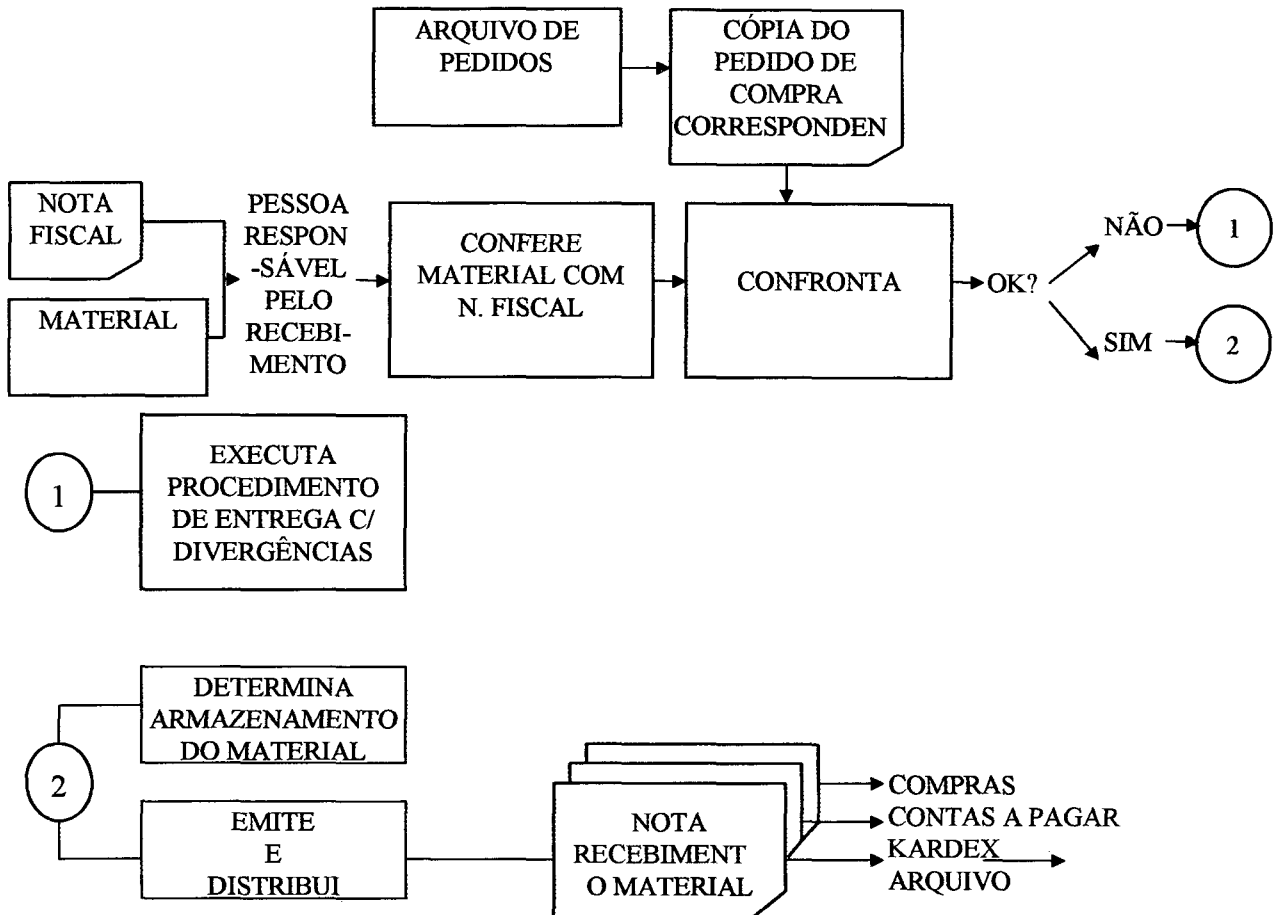 ARQUIVO DE
PEDIDOS
CÓPIA DO
PEDIDO DE
COMPRA
CORRESPONDEN
NOTA
FISCAL
MATERIAL
PESSOA
RESPON
-SÁVEL
PELO
RECEBI-
MENTO
CONFERE
MATERIAL COM
N. FISCAL
CONFRONTA
OK?
NÃO
1
SIM
2
1
EXECUTA
PROCEDIMENTO
DE ENTREGA C/
DIVERGÊNCIAS
2
DETERMINA
ARMAZENAMENTO
DO MATERIAL
EMITE
E
DISTRIBUI
NOTA
RECEBIMENT
O MATERIAL
COMPRAS
CONTAS A PAGAR
KARDEX
ARQUIVO